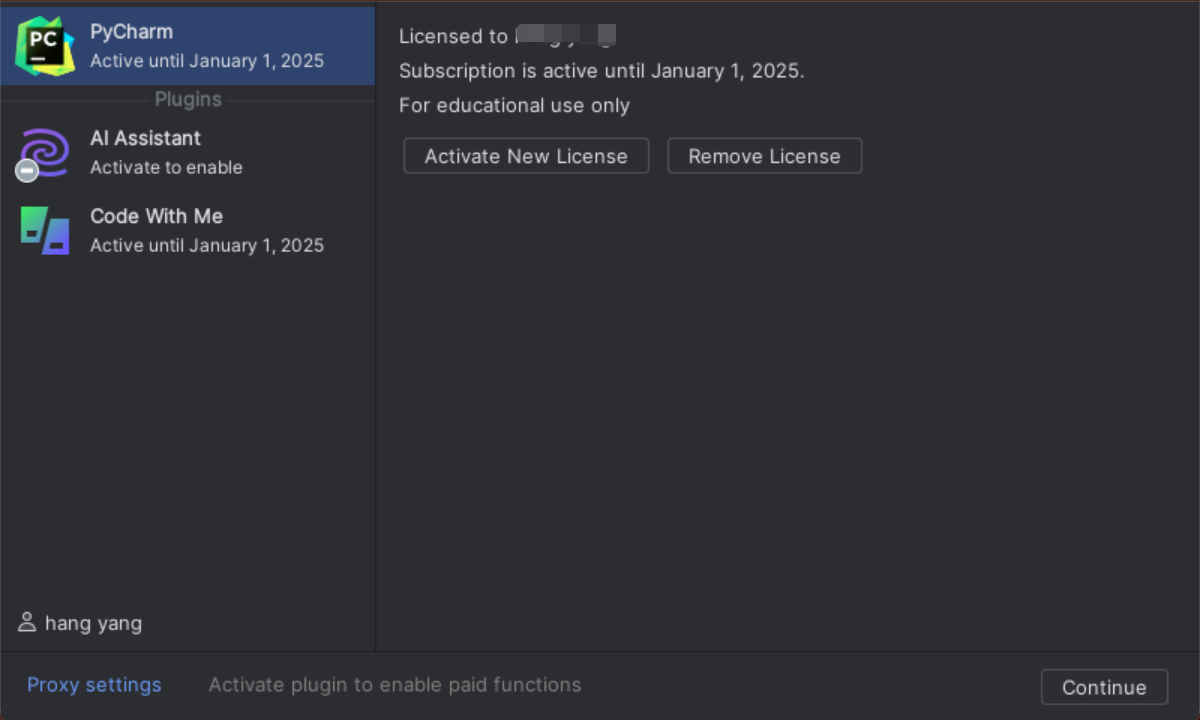 PC
PyCharm
Active until January 1, 2025
Plugins
AI Assistant
Activate to enable
Code With Me
Active until January 1, 2025
hang yang
Licensed to
Subscription is active until January 1, 2025.
For educational use only
Activate New License
Remove License
Proxy settings
Activate plugin to enable paid functions
Continue